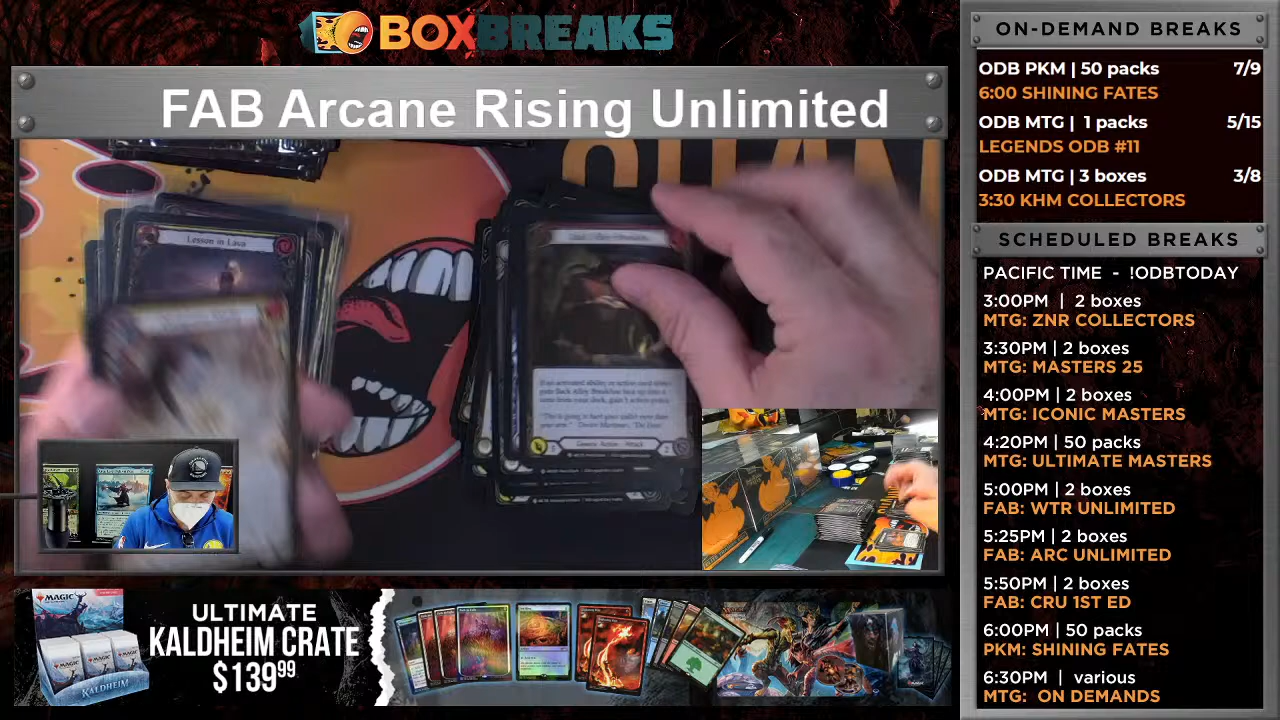 BOXBREAKS
FAB Arcane Rising Unlimited
Lesson in Lava
Generic Action - Attack
ULTIMATE
KALDHEIM CRATE
$139.99
MAGIC
KALDHEIM
ON-DEMAND BREAKS
ODB PKM | 50 packs 7/9
6:00 SHINING FATES
ODB MTG | 1 packs 5/15
LEGENDS ODB #11
ODB MTG | 3 boxes 3/8
3:30 KHM COLLECTORS
SCHEDULED BREAKS
PACIFIC TIME - !ODBTODAY
3:00PM | 2 boxes
MTG: ZNR COLLECTORS
3:30PM | 2 boxes
MTG: MASTERS 25
4:00PM | 2 boxes
MTG: ICONIC MASTERS
4:20PM | 50 packs
MTG: ULTIMATE MASTERS
5:00PM | 2 boxes
FAB: WTR UNLIMITED
5:25PM | 2 boxes
FAB: ARC UNLIMITED
5:50PM | 2 boxes
FAB: CRU 1ST ED
6:00PM | 50 packs
PKM: SHINING FATES
6:30PM | various
MTG: ON DEMANDS